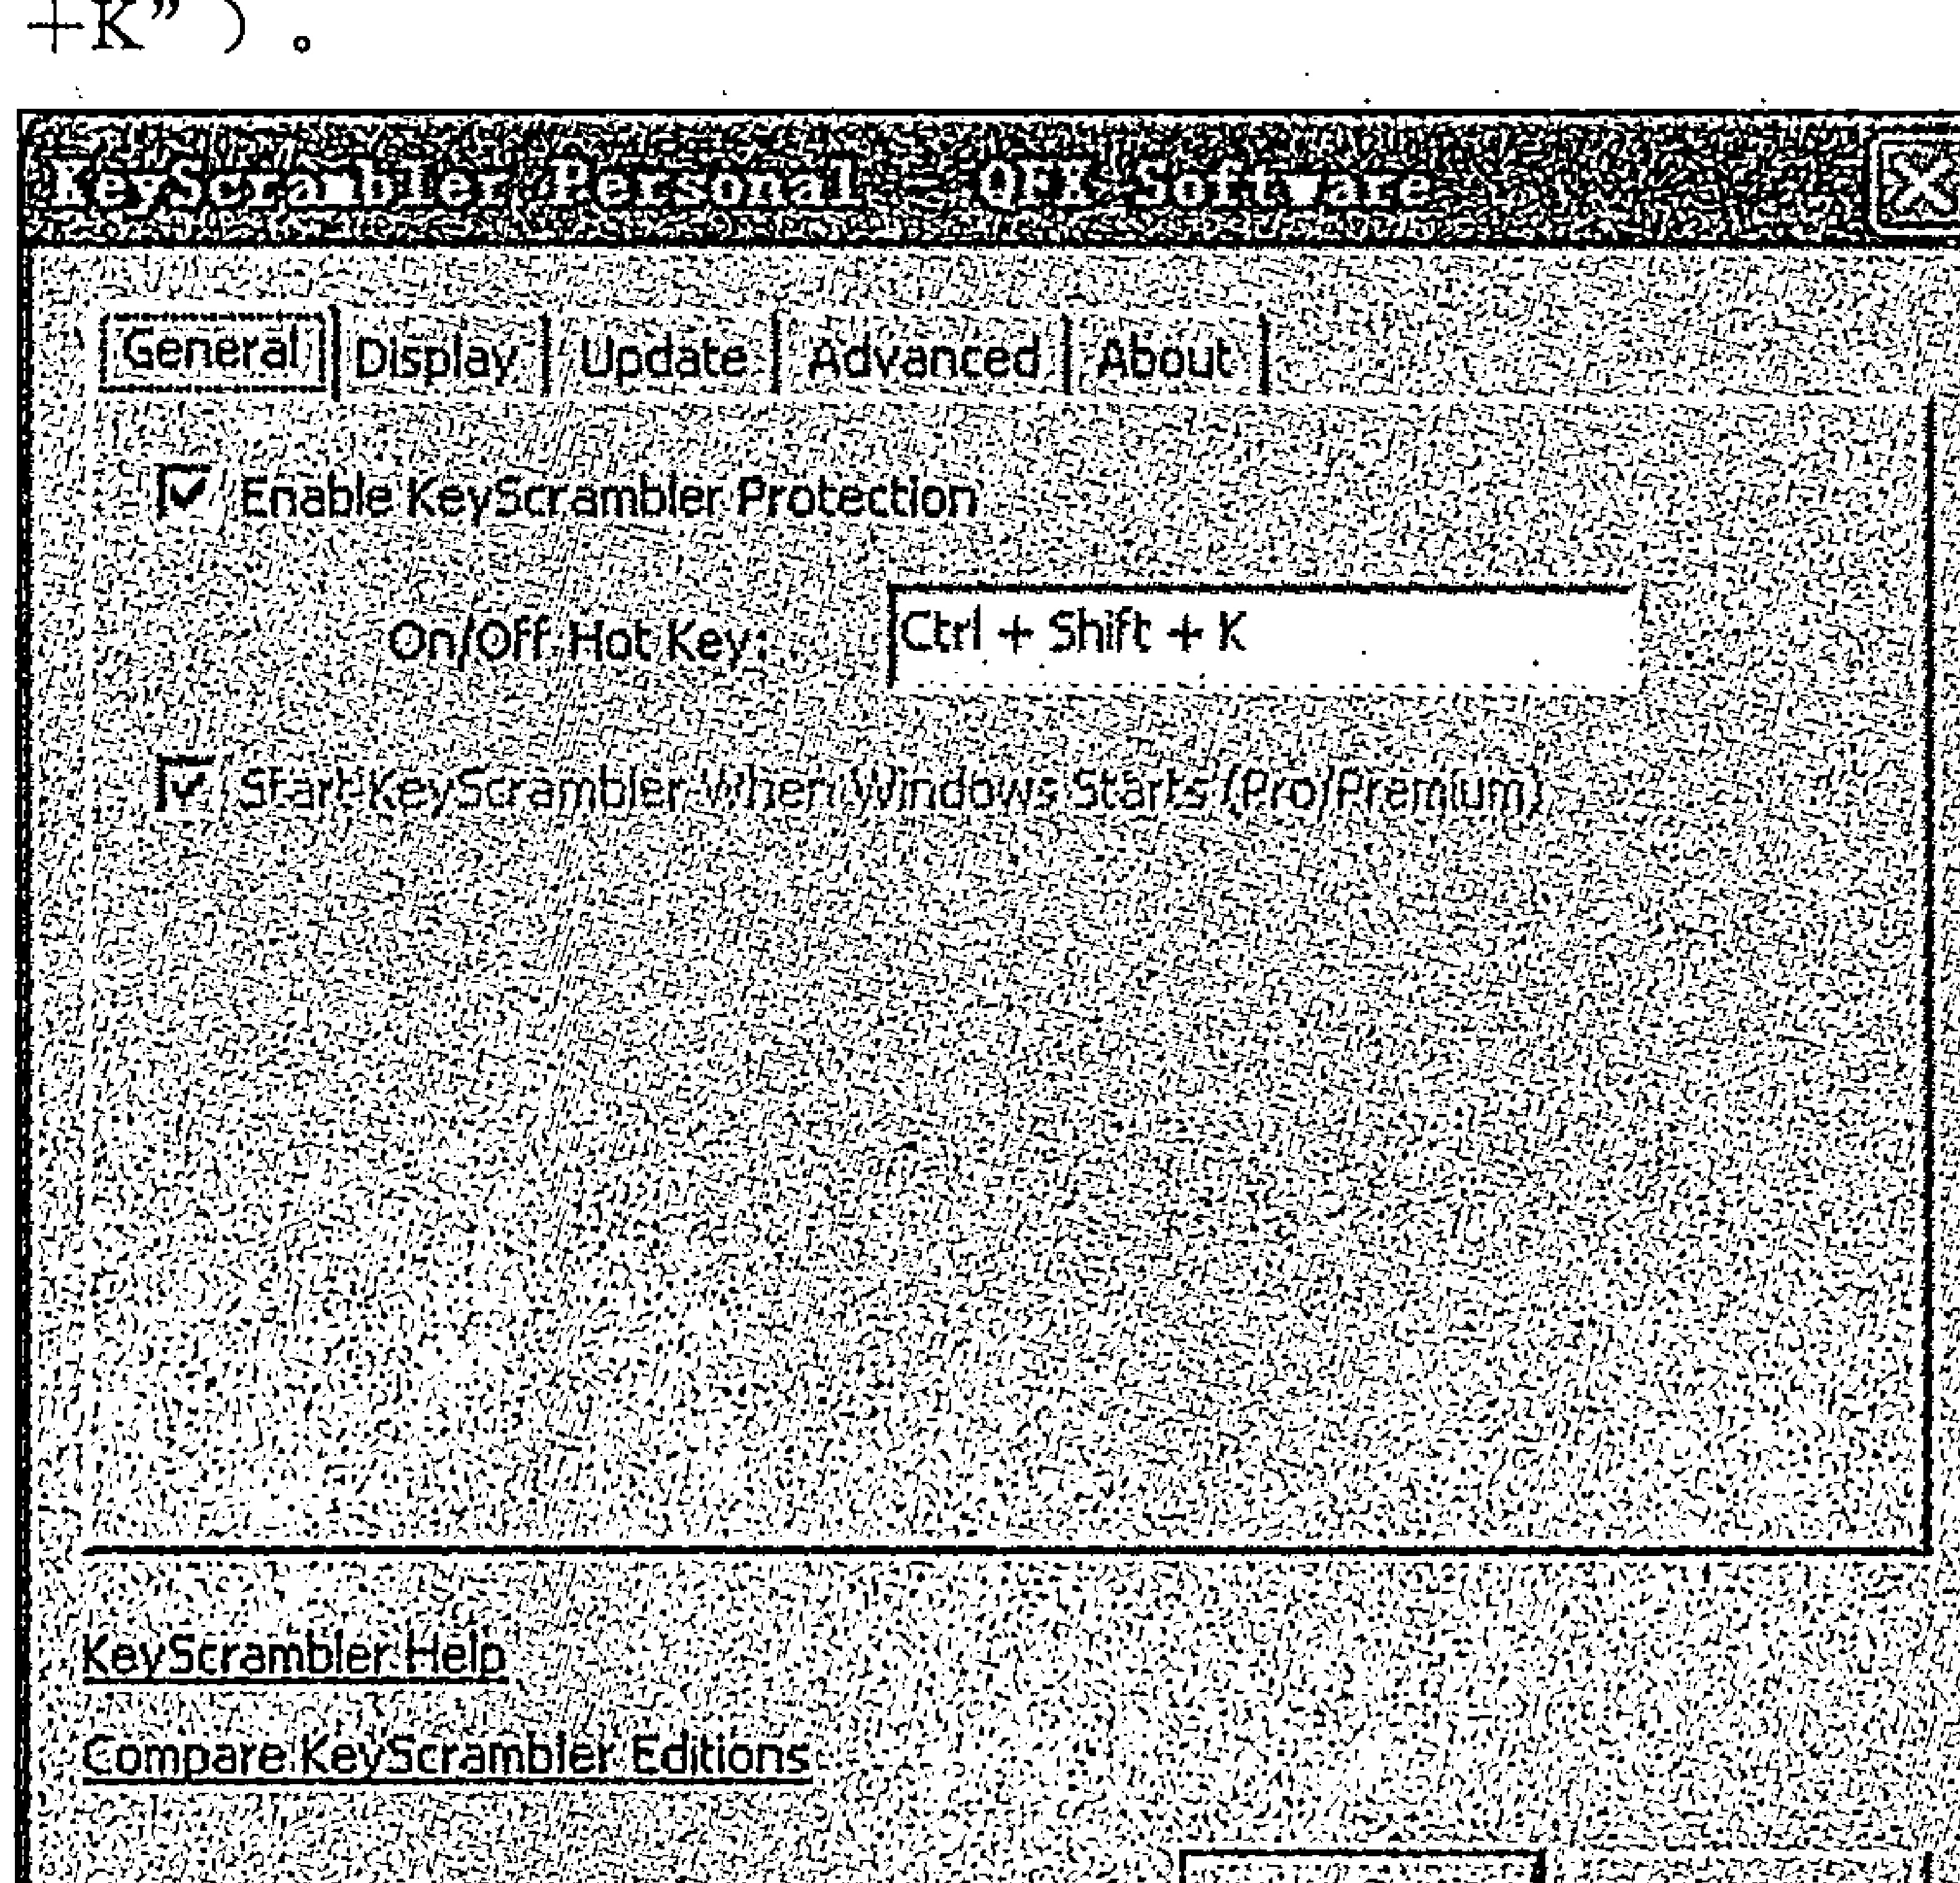 +K”）。
KeyScrambler Personal - QFX Software
General Display Update Advanced About
Enable KeyScrambler Protection
On/Off Hot Key: Ctrl + Shift + K
Start KeyScrambler When Windows Starts (Pro/Premium)
KeyScrambler Help
Compare KeyScrambler Editions